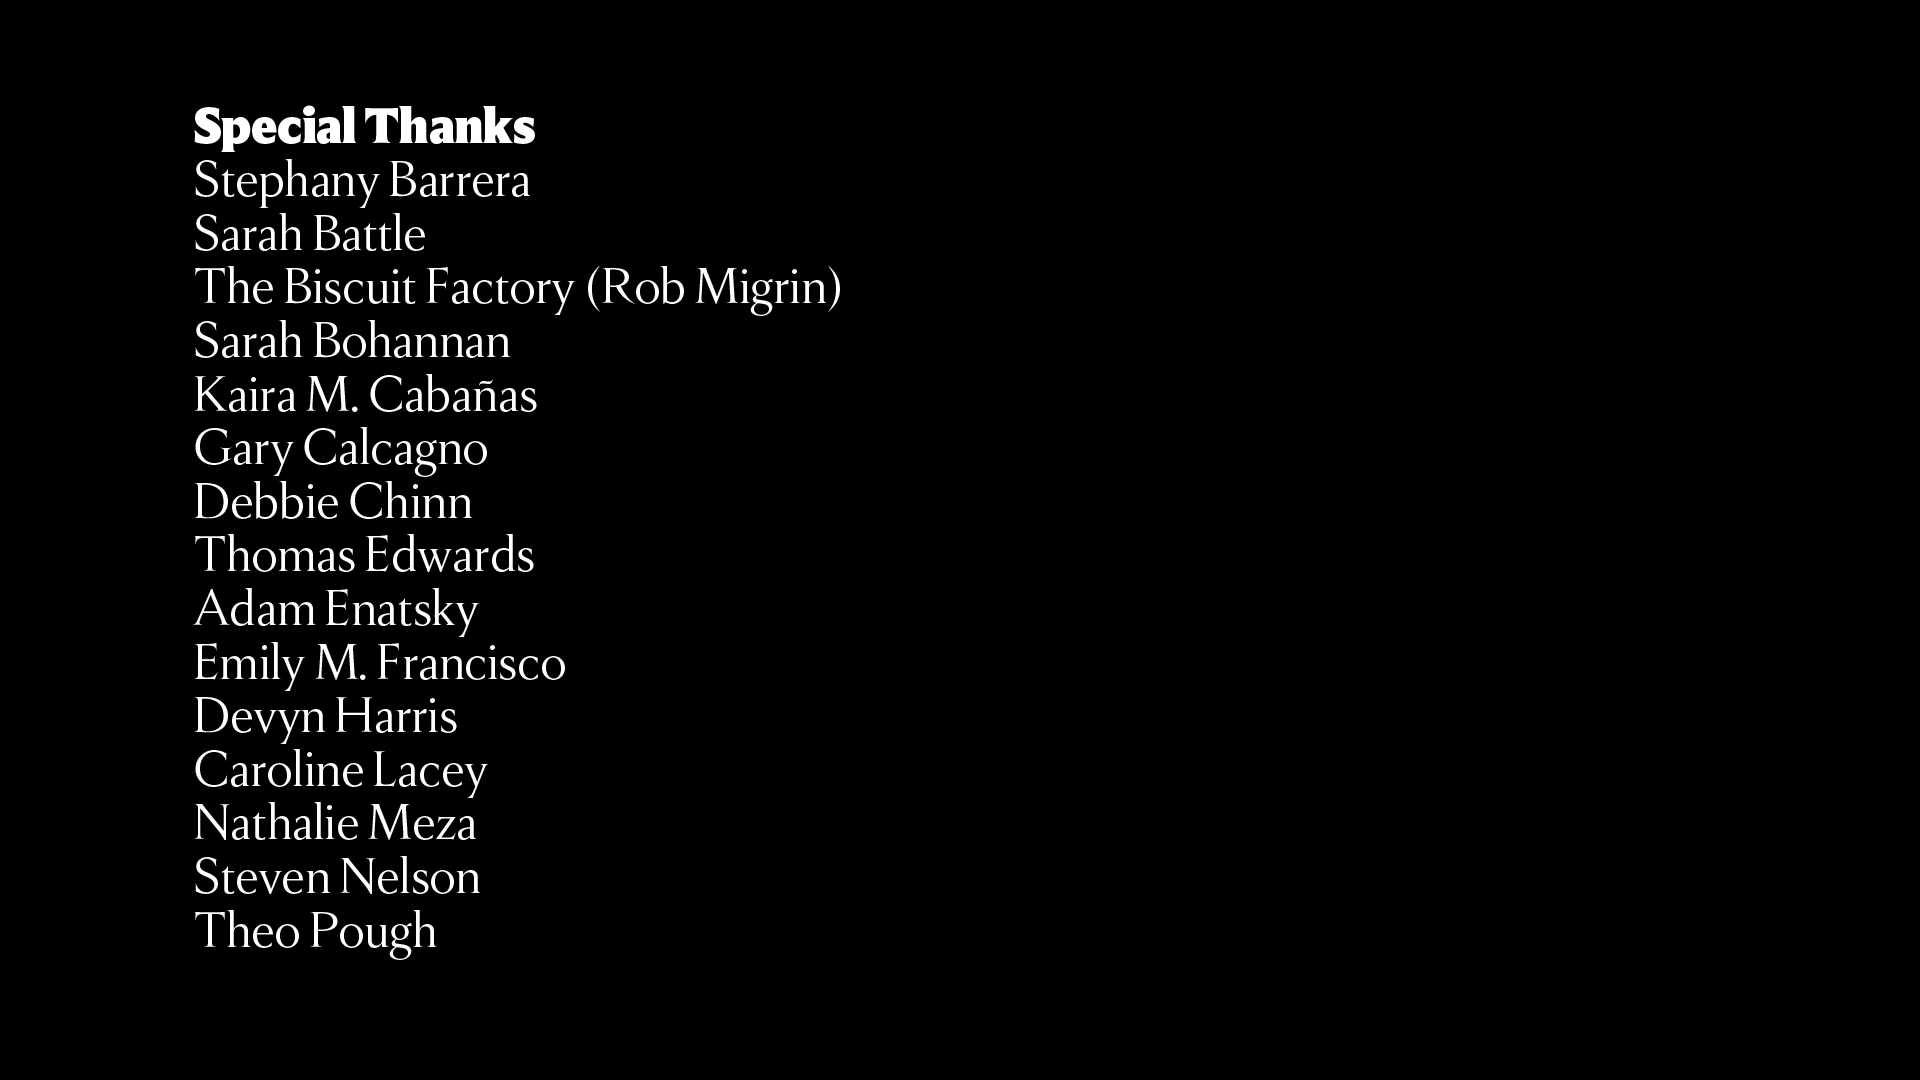 Special Thanks
Stephany Barrera
Sarah Battle
The Biscuit Factory (Rob Migrin)
Sarah Bohannan
Kaira M. Cabañas
Gary Calcagno
Debbie Chinn
Thomas Edwards
Adam Enatsky
Emily M. Francisco
Devyn Harris
Caroline Lacey
Nathalie Meza
Steven Nelson
Theo Pough